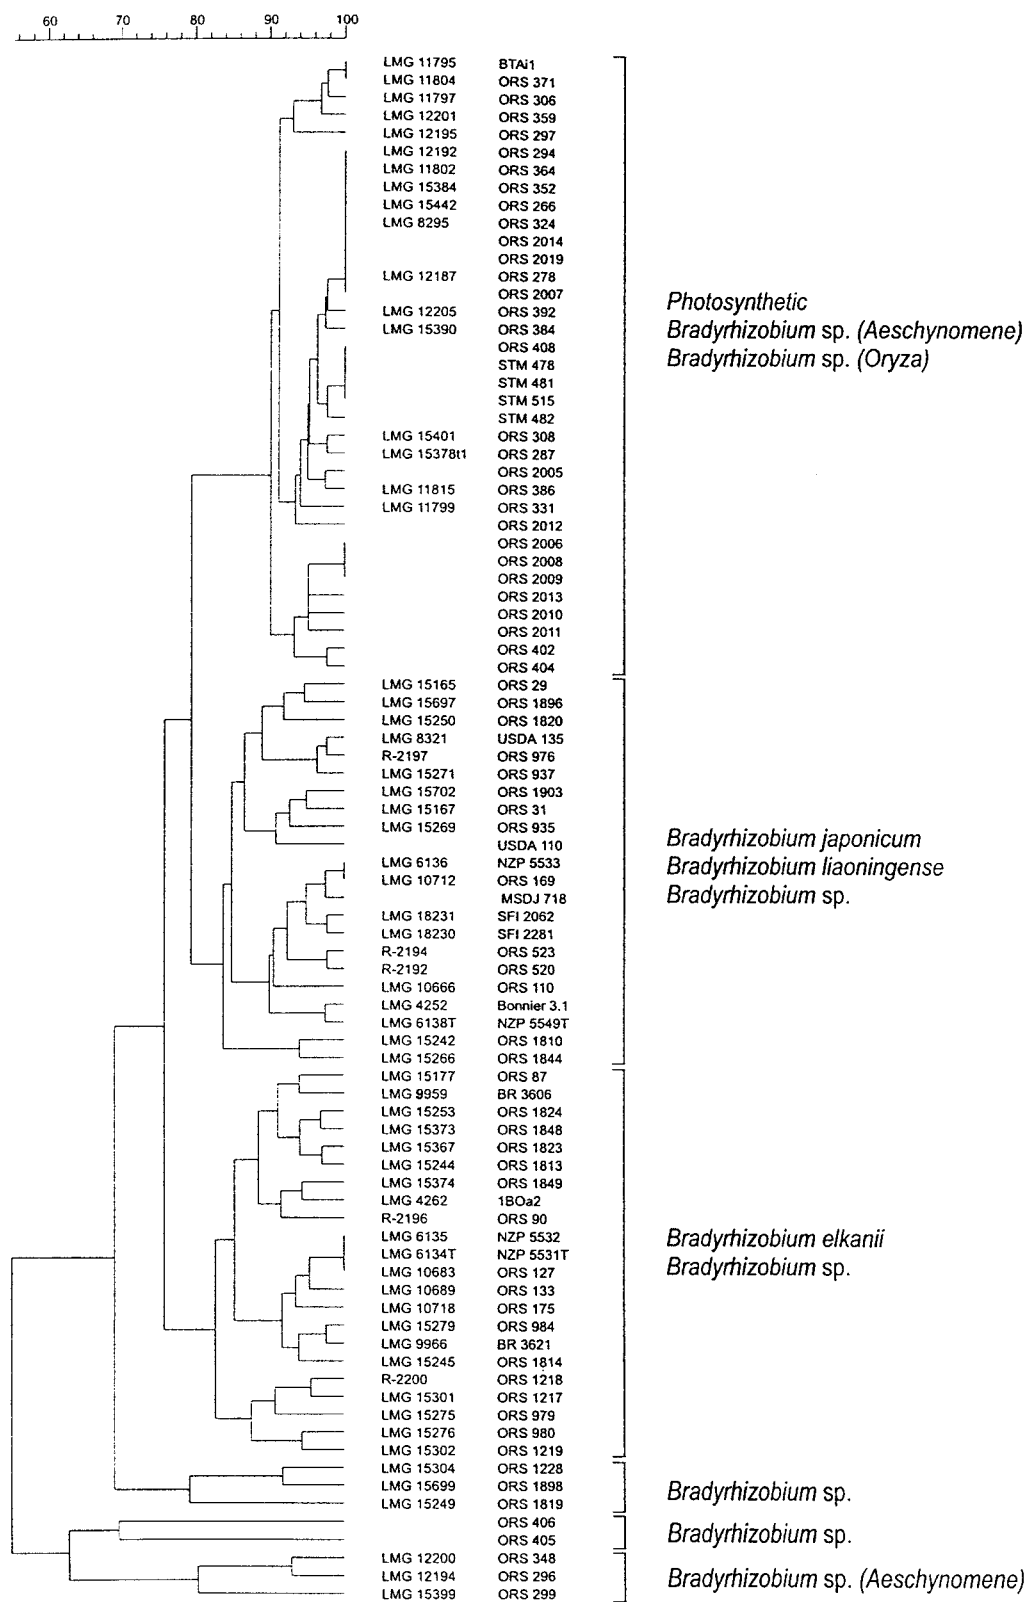 60 70 80 90 100
LMG 11795 BTAi1
LMG 11804 ORS 371
LMG 11797 ORS 306
LMG 12201 ORS 359
LMG 12195 ORS 297
LMG 12192 ORS 294
LMG 11802 ORS 364
LMG 15384 ORS 352
LMG 15442 ORS 266
LMG 8295 ORS 324
ORS 2014
ORS 2019
LMG 12187 ORS 278
ORS 2007
Photosynthetic
LMG 12205 ORS 392
LMG 15390 ORS 384
Bradyrhizobium sp. (Aeschynomene)
ORS 408
Bradyrhizobium sp. (Oryza)
STM 478
STM 481
STM 515
STM 482
LMG 15401 ORS 308
LMG 15378t1 ORS 287
ORS 2005
LMG 11815 ORS 386
LMG 11799 ORS 331
ORS 2012
ORS 2006
ORS 2008
ORS 2009
ORS 2013
ORS 2010
ORS 2011
ORS 402
ORS 404
LMG 15165 ORS 29
LMG 15697 ORS 1896
LMG 15250 ORS 1820
LMG 8321 USDA 135
R-2197 ORS 976
LMG 15271 ORS 937
LMG 15702 ORS 1903
LMG 15167 ORS 31
LMG 15269 ORS 935
Bradyrhizobium japonicum
USDA 110
LMG 6136 NZP 5533
Bradyrhizobium liaoningense
LMG 10712 ORS 169
MSDJ 718
Bradyrhizobium sp.
LMG 18231 SFI 2062
LMG 18230 SFI 2281
R-2194 ORS 523
R-2192 ORS 520
LMG 10666 ORS 110
LMG 4252 Bonnier 3.1
LMG 6138T NZP 5549T
LMG 15242 ORS 1810
LMG 15266 ORS 1844
LMG 15177 ORS 87
LMG 9959 BR 3606
LMG 15253 ORS 1824
LMG 15373 ORS 1848
LMG 15367 ORS 1823
LMG 15244 ORS 1813
LMG 15374 ORS 1849
LMG 4262 1BOa2
R-2196 ORS 90
LMG 6135 NZP 5532
Bradyrhizobium elkanii
LMG 6134T NZP 5531T
Bradyrhizobium sp.
LMG 10683 ORS 127
LMG 10689 ORS 133
LMG 10718 ORS 175
LMG 15279 ORS 984
LMG 9966 BR 3621
LMG 15245 ORS 1814
R-2200 ORS 1218
LMG 15301 ORS 1217
LMG 15275 ORS 979
LMG 15276 ORS 980
LMG 15302 ORS 1219
LMG 15304 ORS 1228
LMG 15699 ORS 1898
Bradyrhizobium sp.
LMG 15249 ORS 1819
ORS 406
Bradyrhizobium sp.
ORS 405
LMG 12200 ORS 348
LMG 12194 ORS 296
Bradyrhizobium sp. (Aeschynomene)
LMG 15399 ORS 299